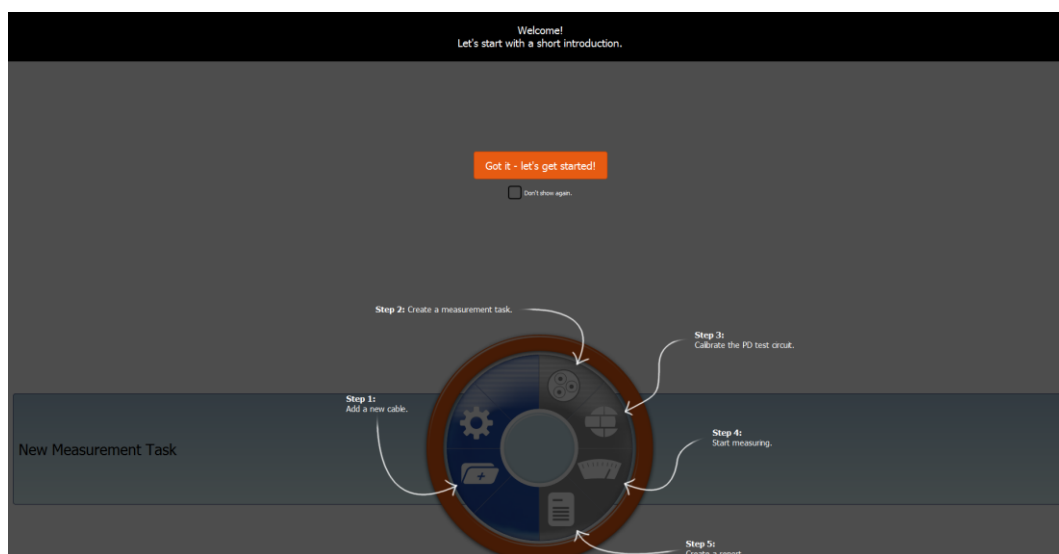 Welcome!
Let's start with a short introduction.
Got it - let's get started!
Don't show again.
Step 2: Create a measurement task.
Step 3:
Calibrate the PD test circuit.
Step 1:
Add a new cable.
Step 4:
Start measuring.
New Measurement Task
Step 5:
Create a report.